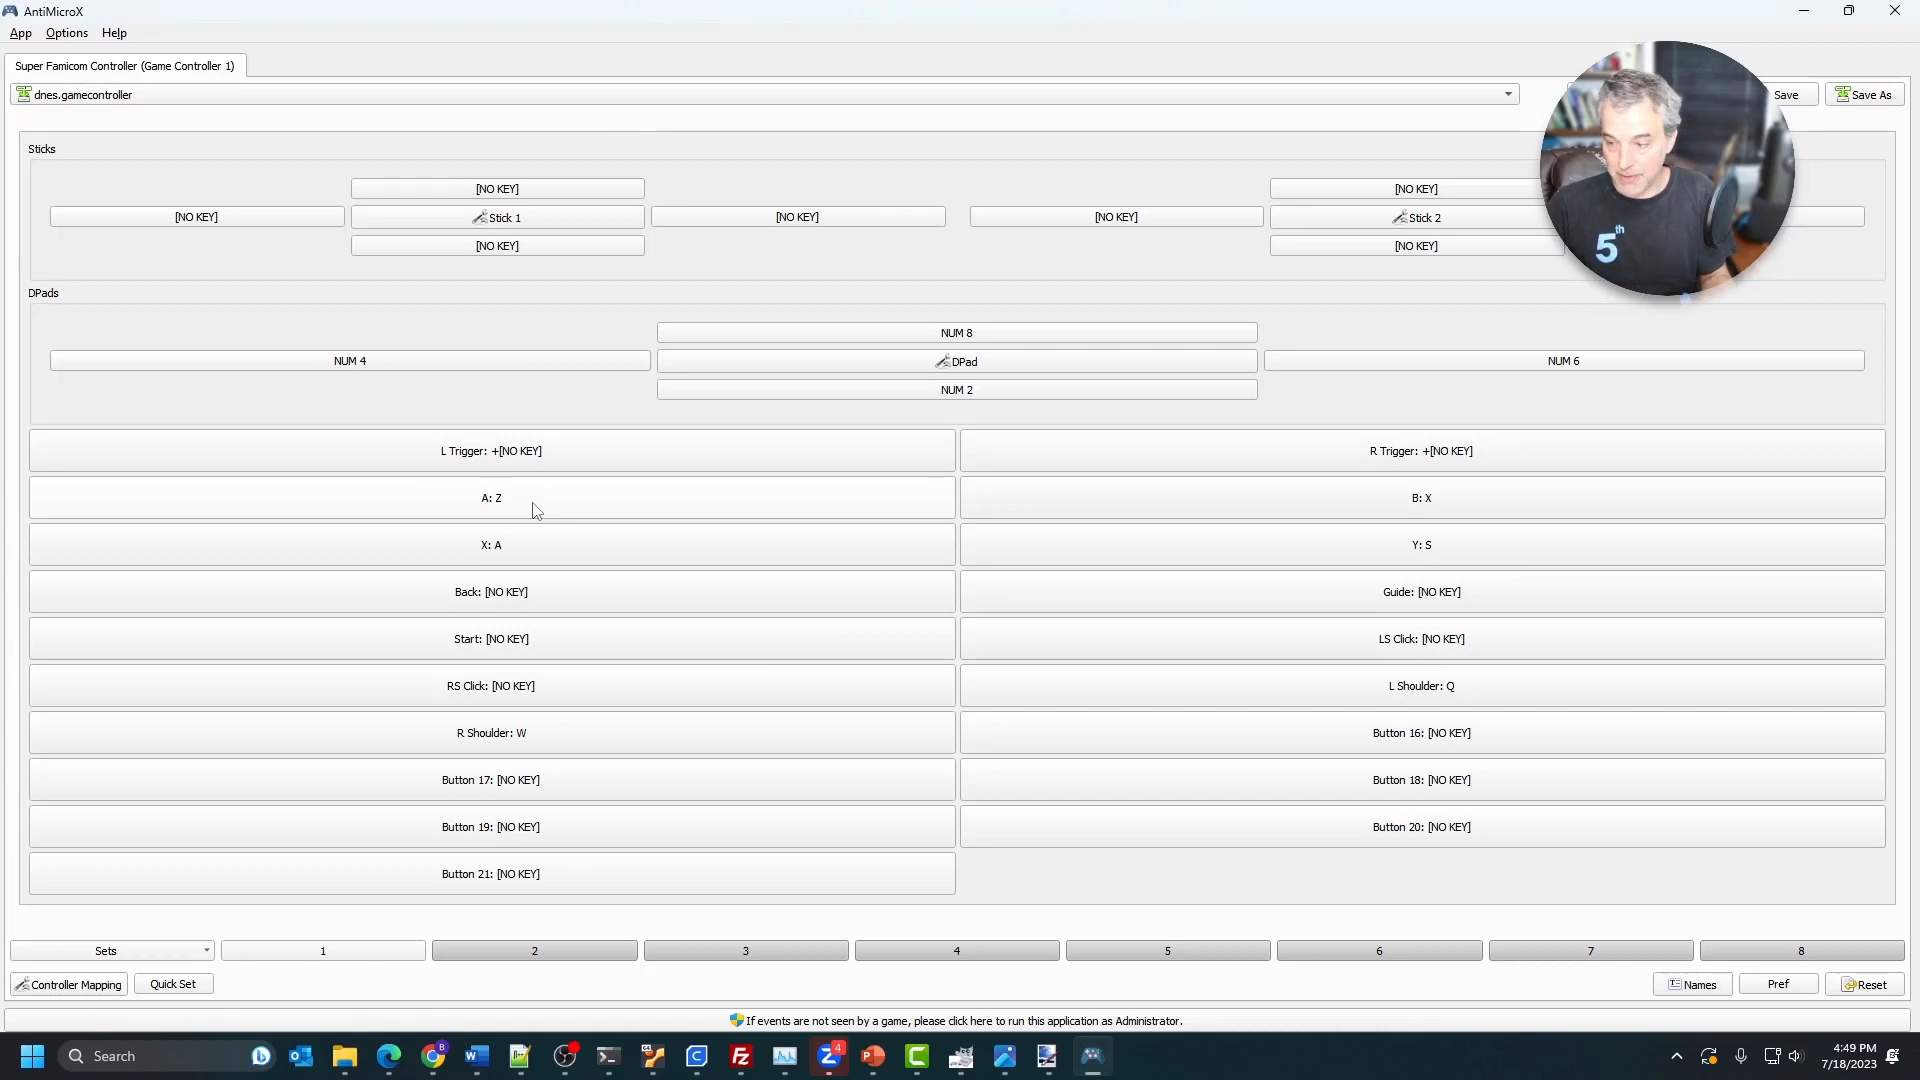 AntiMicroX
App Options Help
Super Famicom Controller (Game Controller 1)
dnes.gamecontroller
Save
Save As
Sticks
[NO KEY]
[NO KEY]
[NO KEY]
Stick 1
[NO KEY]
[NO KEY]
Stick 2
[NO KEY]
[NO KEY]
DPads
NUM 8
NUM 4
DPad
NUM 6
NUM 2
L Trigger: +[NO KEY]
R Trigger: +[NO KEY]
A: Z
B: X
X: A
Y: S
Back: [NO KEY]
Guide: [NO KEY]
Start: [NO KEY]
LS Click: [NO KEY]
RS Click: [NO KEY]
L Shoulder: Q
R Shoulder: W
Button 16: [NO KEY]
Button 17: [NO KEY]
Button 18: [NO KEY]
Button 19: [NO KEY]
Button 20: [NO KEY]
Button 21: [NO KEY]
Sets
1
2
3
4
5
6
7
8
Controller Mapping
Quick Set
Names
Pref
Reset
If events are not seen by a game, please click here to run this application as Administrator.
Search
4
4:49 PM
7/18/2023
5th